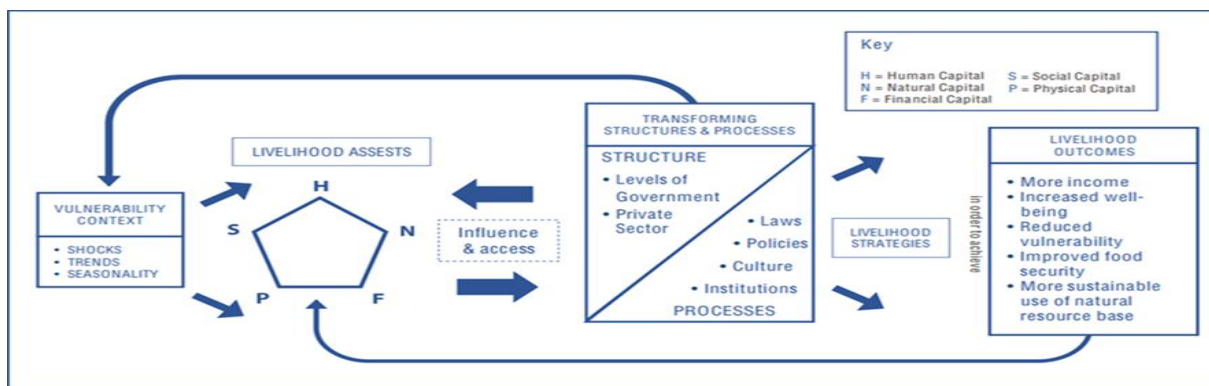 Key
H = Human Capital S = Social Capital
N = Natural Capital P = Physical Capital
F = Financial Capital
TRANSFORMING
STRUCTURES & PROCESSES
STRUCTURE
• Levels of
Government
• Private
Sector
• Laws
• Policies
• Culture
• Institutions
PROCESSES
LIVELIHOOD ASSESTS
H
S
N
P
F
VULNERABILITY
CONTEXT
• SHOCKS
• TRENDS
• SEASONALITY
Influence
& access
LIVELIHOOD
STRATEGIES
in order to achieve
LIVELIHOOD
OUTCOMES
• More income
• Increased well-
being
• Reduced
vulnerability
• Improved food
security
• More sustainable
use of natural
resource base